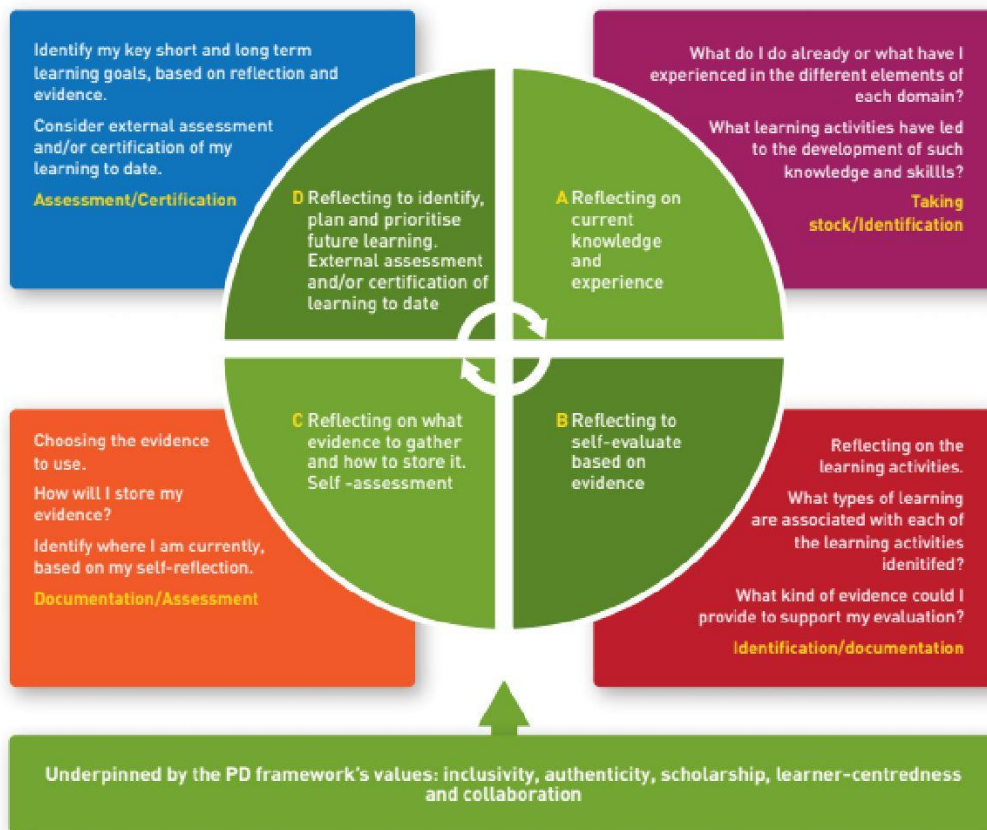 Identify my key short and long term
learning goals, based on reflection and
evidence.
Consider external assessment
and/or certification of my
learning to date.
Assessment/Certification
What do I do already or what have I
experienced in the different elements of
each domain?
What learning activities have led
to the development of such
knowledge and skillls?
Taking
stock/Identification
D Reflecting to identify,
plan and prioritise
future learning.
External assessment
and/or certification of
learning to date
A Reflecting on
current
knowledge
and
experience
C Reflecting on what
evidence to gather
and how to store it.
Self -assessment
B Reflecting to
self-evaluate
based on
evidence
Choosing the evidence
to use.
How will I store my
evidence?
Identify where I am currently,
based on my self-reflection.
Documentation/Assessment
Reflecting on the
learning activities.
What types of learning
are associated with each of
the learning activities
idenitifed?
What kind of evidence could I
provide to support my evaluation?
Identification/documentation
Underpinned by the PD framework's values: inclusivity, authenticity, scholarship, learner-centredness
and collaboration